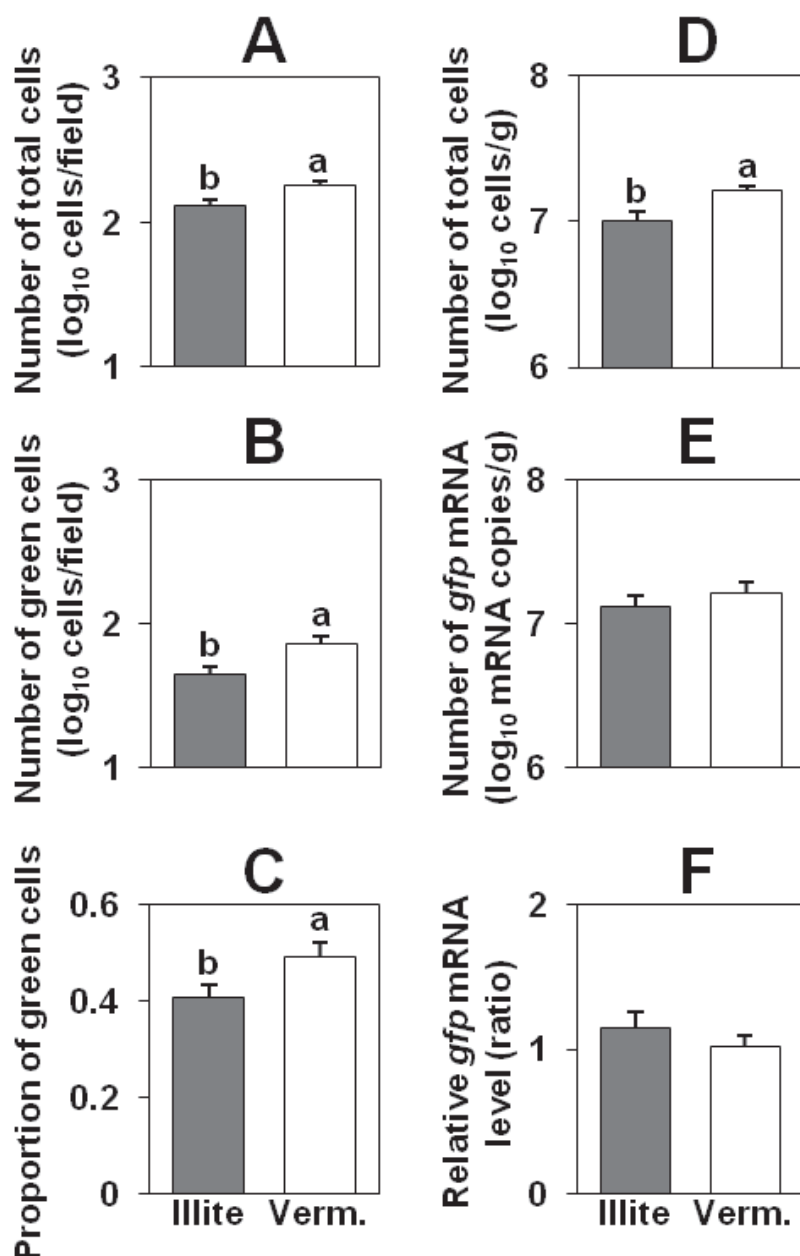 A
Number of total cells
(log₁₀ cells/field)
3
2
1
b
a
B
Number of green cells
(log₁₀ cells/field)
3
2
1
b
a
C
Proportion of green cells
0.6
0.4
0.2
0
b
a
Illite Verm.
D
Number of total cells
(log₁₀ cells/g)
8
7
6
b
a
E
Number of gfp mRNA
(log₁₀ mRNA copies/g)
8
7
6
F
Relative gfp mRNA
level (ratio)
2
1
0
Illite Verm.